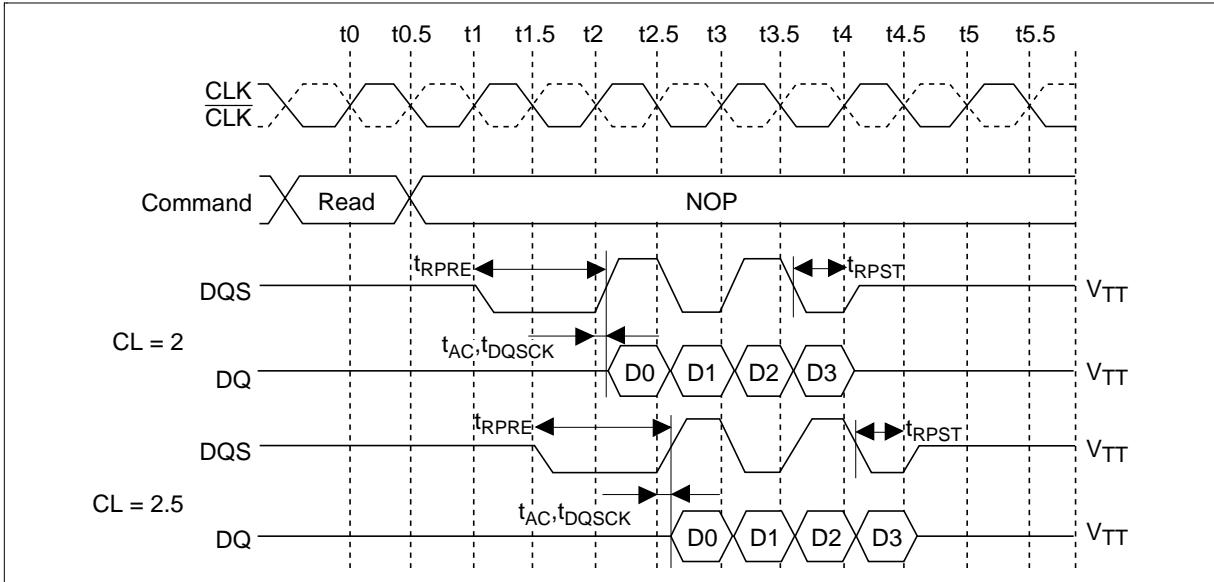 t0 t0.5 t1 t1.5 t2 t2.5 t3 t3.5 t4 t4.5 t5 t5.5
CLK
CLK
Command Read NOP
tRPRE tRPST
DQS VTT
CL = 2
tAC,tDQSCK
DQ D0 D1 D2 D3 VTT
tRPRE tRPST
DQS VTT
CL = 2.5
tAC,tDQSCK
DQ D0 D1 D2 D3 VTT